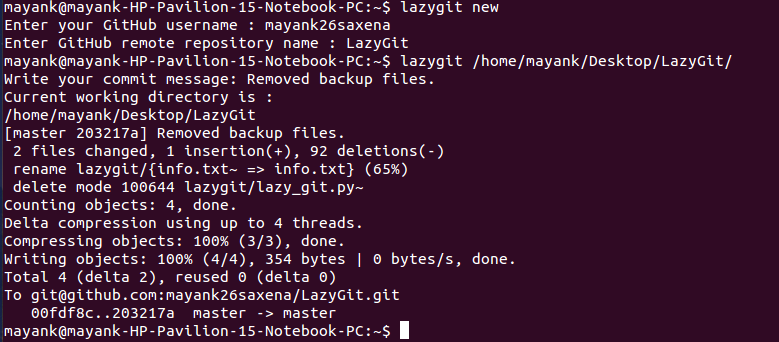 mayank@mayank-HP-Pavilion-15-Notebook-PC:~$ lazygit new
Enter your GitHub username : mayank26saxena
Enter GitHub remote repository name : LazyGit
mayank@mayank-HP-Pavilion-15-Notebook-PC:~$ lazygit /home/mayank/Desktop/LazyGit/
Write your commit message: Removed backup files.
Current working directory is :
/home/mayank/Desktop/LazyGit
[master 203217a] Removed backup files.
 2 files changed, 1 insertion(+), 92 deletions(-)
 rename lazygit/{info.txt~ => info.txt} (65%)
 delete mode 100644 lazygit/lazy_git.py~
Counting objects: 4, done.
Delta compression using up to 4 threads.
Compressing objects: 100% (3/3), done.
Writing objects: 100% (4/4), 354 bytes | 0 bytes/s, done.
Total 4 (delta 2), reused 0 (delta 0)
To git@github.com:mayank26saxena/LazyGit.git
   00fdf8c..203217a  master -> master
mayank@mayank-HP-Pavilion-15-Notebook-PC:~$